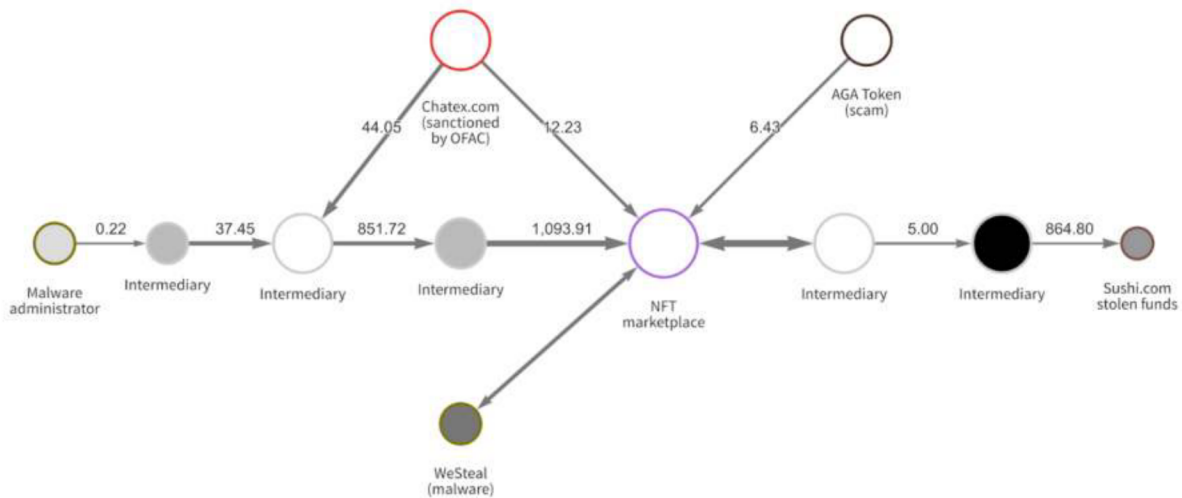 Chatex.com
(sanctioned
by OFAC)
AGA Token
(scam)
44.05
12.23
6.43
0.22
37.45
851.72
1,093.91
5.00
864.80
Malware
administrator
Intermediary
Intermediary
Intermediary
NFT
marketplace
Intermediary
Intermediary
Sushi.com
stolen funds
WeSteal
(malware)